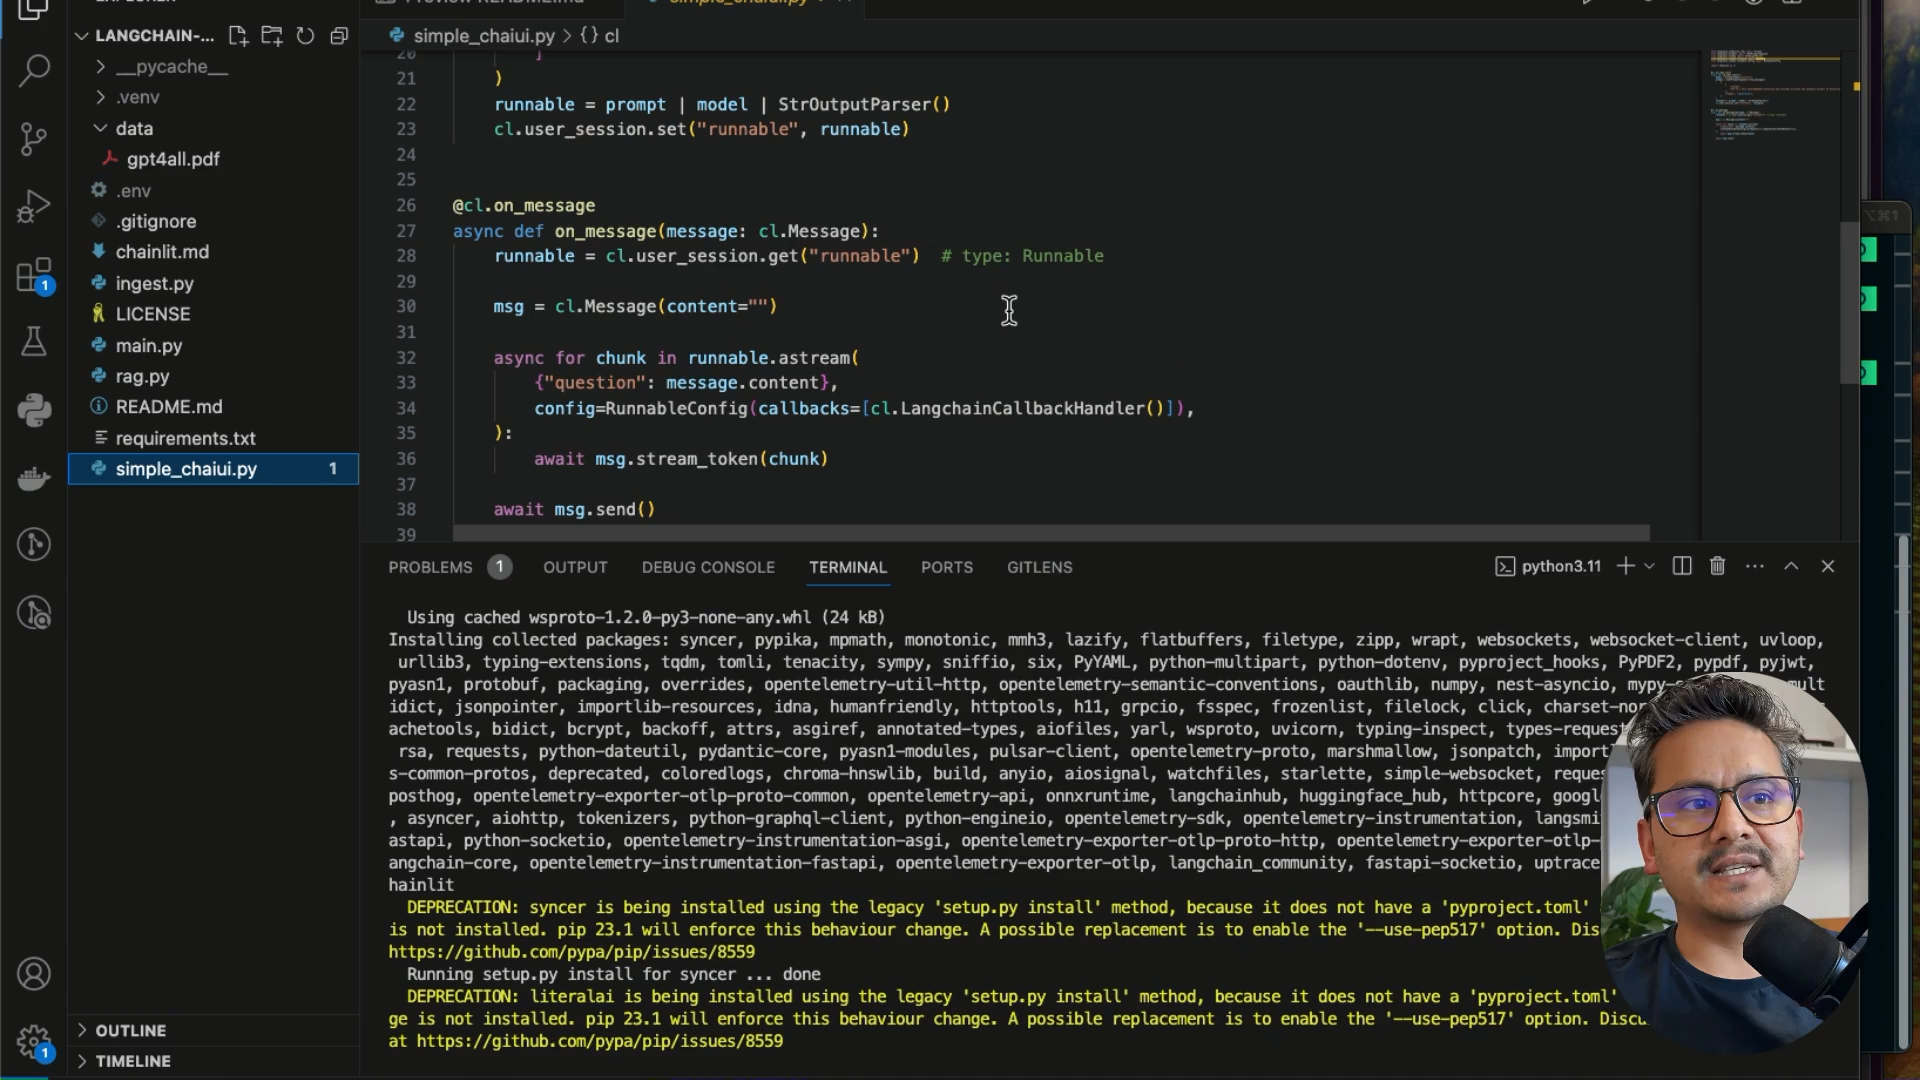 LANGCHAIN-...
__pycache__
.venv
data
gpt4all.pdf
.env
.gitignore
chainlit.md
ingest.py
LICENSE
main.py
rag.py
README.md
requirements.txt
simple_chaiui.py 1
OUTLINE
TIMELINE
1
1
simple_chaiui.py > {} cl
20 ]
21 )
22 runnable = prompt | model | StrOutputParser()
23 cl.user_session.set("runnable", runnable)
24
25
26 @cl.on_message
27 async def on_message(message: cl.Message):
28 runnable = cl.user_session.get("runnable") # type: Runnable
29
30 msg = cl.Message(content="")
31
32 async for chunk in runnable.astream(
33 {"question": message.content},
34 config=RunnableConfig(callbacks=[cl.LangchainCallbackHandler()]),
35 ):
36 await msg.stream_token(chunk)
37
38 await msg.send()
39
PROBLEMS 1 OUTPUT DEBUG CONSOLE TERMINAL PORTS GITLENS python3.11
Using cached wsproto-1.2.0-py3-none-any.whl (24 kB)
Installing collected packages: syncer, pypika, mpmath, monotonic, mmh3, lazify, flatbuffers, filetype, zipp, wrapt, websockets, websocket-client, uvloop,
urllib3, typing-extensions, tqdm, tomli, tenacity, sympy, sniffio, six, PyYAML, python-multipart, python-dotenv, pyproject_hooks, PyPDF2, pypdf, pyjwt,
pyasn1, protobuf, packaging, overrides, opentelemetry-util-http, opentelemetry-semantic-conventions, oauthlib, numpy, nest-asyncio, mult
idict, jsonpointer, importlib-resources, idna, humanfriendly, httptools, h11, grpcio, fsspec, frozenlist, filelock, click,
achetools, bidict, bcrypt, backoff, attrs, asgiref, annotated-types, aiofiles, yarl, wsproto, uvicorn, typing-inspect,
rsa, requests, python-dateutil, pydantic-core, pyasn1-modules, pulsar-client, opentelemetry-proto, marshmallow, jsonpatch,
s-common-protos, deprecated, coloredlogs, chroma-hnswlib, build, anyio, aiosignal, watchfiles, starlette, simple-websocket,
posthog, opentelemetry-exporter-otlp-proto-common, opentelemetry-api, onnxruntime, langchainhub, huggingface_hub, httpcore,
, asyncer, aiohttp, tokenizers, python-graphql-client, python-engineio, opentelemetry-sdk, opentelemetry-instrumentation,
astapi, python-socketio, opentelemetry-instrumentation-asgi, opentelemetry-exporter-otlp-proto-http, opentelemetry-exporter-otlp-
angchain-core, opentelemetry-instrumentation-fastapi, opentelemetry-exporter-otlp, langchain_community, fastapi-socketio,
hainlit
DEPRECATION: syncer is being installed using the legacy 'setup.py install' method, because it does not have a 'pyproject.toml'
is not installed. pip 23.1 will enforce this behaviour change. A possible replacement is to enable the '--use-pep517' option.
https://github.com/pypa/pip/issues/8559
Running setup.py install for syncer ... done
DEPRECATION: literalai is being installed using the legacy 'setup.py install' method, because it does not have a 'pyproject.toml'
ge is not installed. pip 23.1 will enforce this behaviour change. A possible replacement is to enable the '--use-pep517' option.
at https://github.com/pypa/pip/issues/8559